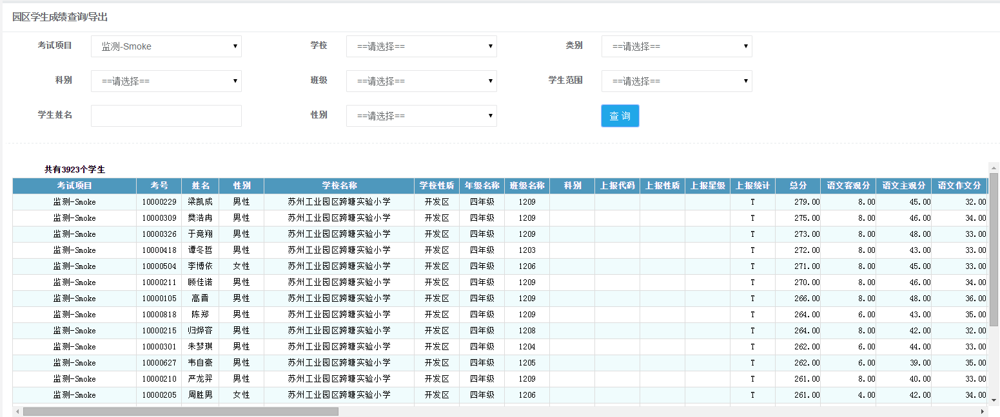 园区学生成绩查询/导出
考试项目 监测-Smoke 学校 ==请选择== 类别 ==请选择==
科别 ==请选择== 班级 ==请选择== 学生范围 ==请选择==
学生姓名 性别 ==请选择== 查 询
共有3923个学生
考试项目 考号 姓名 性别 学校名称 学校性质 年级名称 班级名称 科别 上报代码 上报性质 上报星级 上报统计 总分 语文客观分 语文主观分 语文作文分
监测-Smoke 10000229 梁凯成 男性 苏州工业园区跨塘实验小学 开发区 四年级 1209 T 279.00 8.00 45.00 32.00
监测-Smoke 10000309 樊浩冉 男性 苏州工业园区跨塘实验小学 开发区 四年级 1209 T 275.00 8.00 46.00 34.00
监测-Smoke 10000326 于竟翔 男性 苏州工业园区跨塘实验小学 开发区 四年级 1209 T 273.00 8.00 48.00 33.00
监测-Smoke 10000418 谭冬哲 男性 苏州工业园区跨塘实验小学 开发区 四年级 1203 T 272.00 8.00 43.00 33.00
监测-Smoke 10000504 李博依 女性 苏州工业园区跨塘实验小学 开发区 四年级 1206 T 271.00 8.00 45.00 33.00
监测-Smoke 10000211 顾佳诺 男性 苏州工业园区跨塘实验小学 开发区 四年级 1209 T 270.00 8.00 46.00 34.00
监测-Smoke 10000105 高晋 男性 苏州工业园区跨塘实验小学 开发区 四年级 1209 T 266.00 8.00 48.00 36.00
监测-Smoke 10000818 陈郑 男性 苏州工业园区跨塘实验小学 开发区 四年级 1209 T 264.00 6.00 43.00 35.00
监测-Smoke 10000215 归烨容 男性 苏州工业园区跨塘实验小学 开发区 四年级 1208 T 264.00 8.00 42.00 32.00
监测-Smoke 10000301 朱梦琪 男性 苏州工业园区跨塘实验小学 开发区 四年级 1204 T 262.00 6.00 44.00 33.00
监测-Smoke 10000627 韦自豪 男性 苏州工业园区跨塘实验小学 开发区 四年级 1205 T 262.00 6.00 39.00 35.00
监测-Smoke 10000210 严龙羿 男性 苏州工业园区跨塘实验小学 开发区 四年级 1209 T 261.00 8.00 40.00 33.00
监测-Smoke 10000205 周胜男 女性 苏州工业园区跨塘实验小学 开发区 四年级 1206 T 261.00 4.00 42.00 34.00